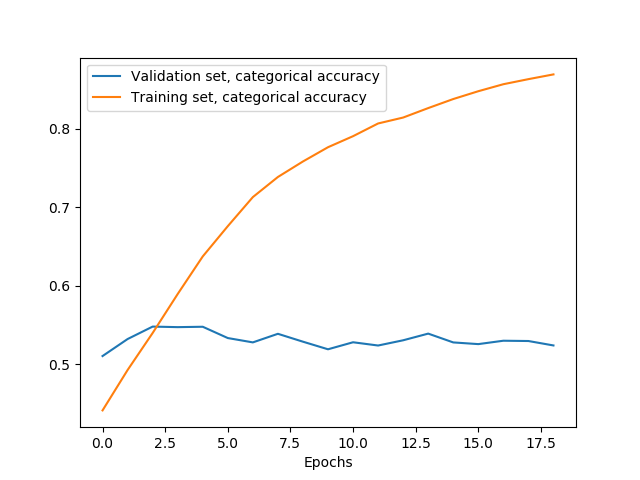 Validation set, categorical accuracy
Training set, categorical accuracy
0.8
0.7
0.6
0.5
0.0 2.5 5.0 7.5 10.0 12.5 15.0 17.5
Epochs